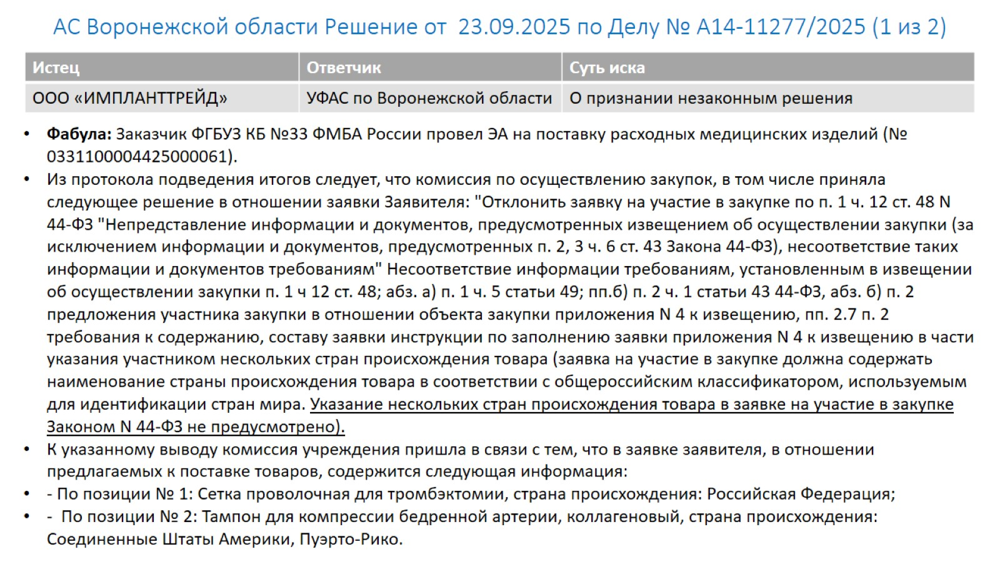 АС Воронежской области Решение от  23.09.2025 по Делу № А14-11277/2025 (1 из 2)
Истец
Ответчик
Суть иска
ООО «ИМПЛАНТТРЕЙД»
УФАС по Воронежской области
О признании незаконным решения
• Фабула: Заказчик ФГБУЗ КБ №33 ФМБА России провел ЭА на поставку расходных медицинских изделий (№
0331100004425000061).
• Из протокола подведения итогов следует, что комиссия по осуществлению закупок, в том числе приняла
следующее решение в отношении заявки Заявителя: "Отклонить заявку на участие в закупке по п. 1 ч. 12 ст. 48 N
44-ФЗ "Непредставление информации и документов, предусмотренных извещением об осуществлении закупки (за
исключением информации и документов, предусмотренных п. 2, 3 ч. 6 ст. 43 Закона 44-ФЗ), несоответствие таких
информации и документов требованиям" Несоответствие информации требованиям, установленным в извещении
об осуществлении закупки п. 1 ч 12 ст. 48; абз. а) п. 1 ч. 5 статьи 49; пп.б) п. 2 ч. 1 статьи 43 44-ФЗ, абз. б) п. 2
предложения участника закупки в отношении объекта закупки приложения N 4 к извещению, пп. 2.7 п. 2
требования к содержанию, составу заявки инструкции по заполнению заявки приложения N 4 к извещению в части
указания участником нескольких стран происхождения товара (заявка на участие в закупке должна содержать
наименование страны происхождения товара в соответствии с общероссийским классификатором, используемым
для идентификации стран мира. Указание нескольких стран происхождения товара в заявке на участие в закупке
Законом N 44-ФЗ не предусмотрено).
• К указанному выводу комиссия учреждения пришла в связи с тем, что в заявке заявителя, в отношении
предлагаемых к поставке товаров, содержится следующая информация:
• - По позиции № 1: Сетка проволочная для тромбэктомии, страна происхождения: Российская Федерация;
• -  По позиции № 2: Тампон для компрессии бедренной артерии, коллагеновый, страна происхождения:
Соединенные Штаты Америки, Пуэрто-Рико.